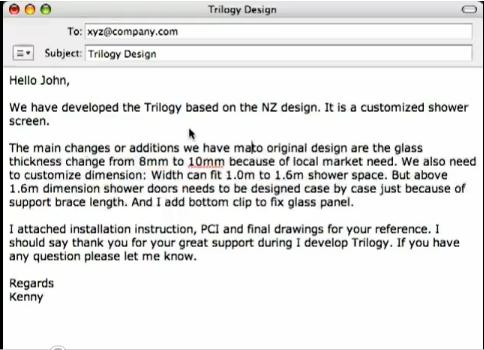 Trilogy Design
To: xyz@company.com
Subject: Trilogy Design
Hello John,
We have developed the Trilogy based on the NZ design. It is a customized shower
screen.
The main changes or additions we have mato original design are the glass
thickness change from 8mm to 10mm because of local market need. We also need
to customize dimension: Width can fit 1.0m to 1.6m shower space. But above
1.6m dimension shower doors needs to be designed case by case just because of
support brace length. And I add bottom clip to fix glass panel.
I attached installation instruction, PCI and final drawings for your reference. I
should say thank you for your great support during I develop Trilogy. If you have
any question please let me know.
Regards
Kenny